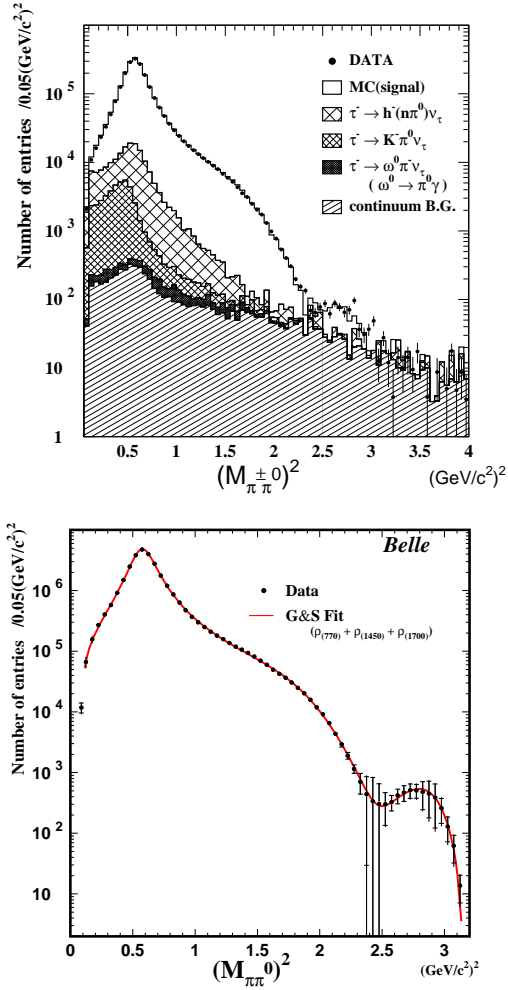 Number of entries /0.05(GeV/c²)²
10⁵
10⁴
10³
10²
10
1
DATA
MC(signal)
τ⁻→ h⁻(nπ⁰)ν_τ
τ⁻→ K⁻π⁰ν_τ
τ⁻→ ω⁰π⁻ν_τ
( ω⁰ → π⁰γ)
continuum B.G.
0.5 1 1.5 2 2.5 3 3.5 4
(M_π±π⁰)² (GeV/c²)²
Number of entries /0.05(GeV/c²)²
10⁶
10⁵
10⁴
10³
10²
10
Belle
Data
G&S Fit
(ρ(770) + ρ(1450) + ρ(1700))
0 0.5 1 1.5 2 2.5 3
(M_ππ⁰)² (GeV/c²)²